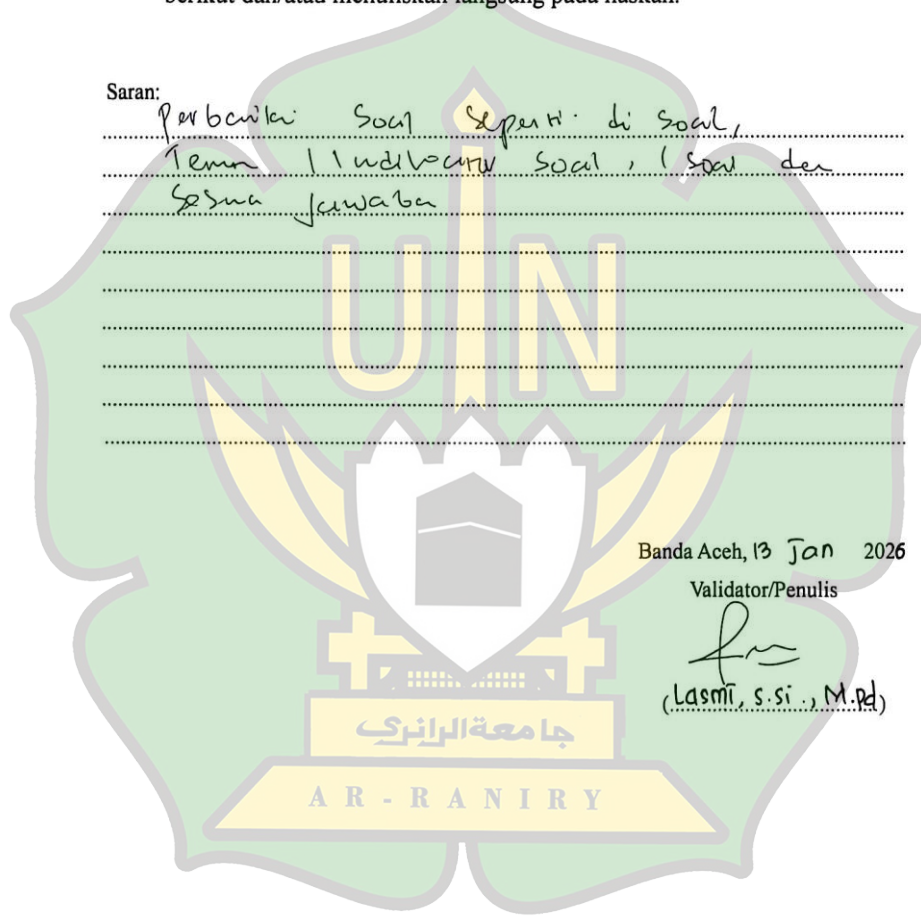 berikut dan/atau menuliskan langsung pada naskah.
Saran:
Perbaiki Soal seperti di Soal,
1 Indikator soal, 1 soal dan
Sesuai jawaban
Banda Aceh, 13 Jan 2026
Validator/Penulis
(Lasmi, S.si., M.Pd)
UIN
جامعة الرانري
AR-RANIRY